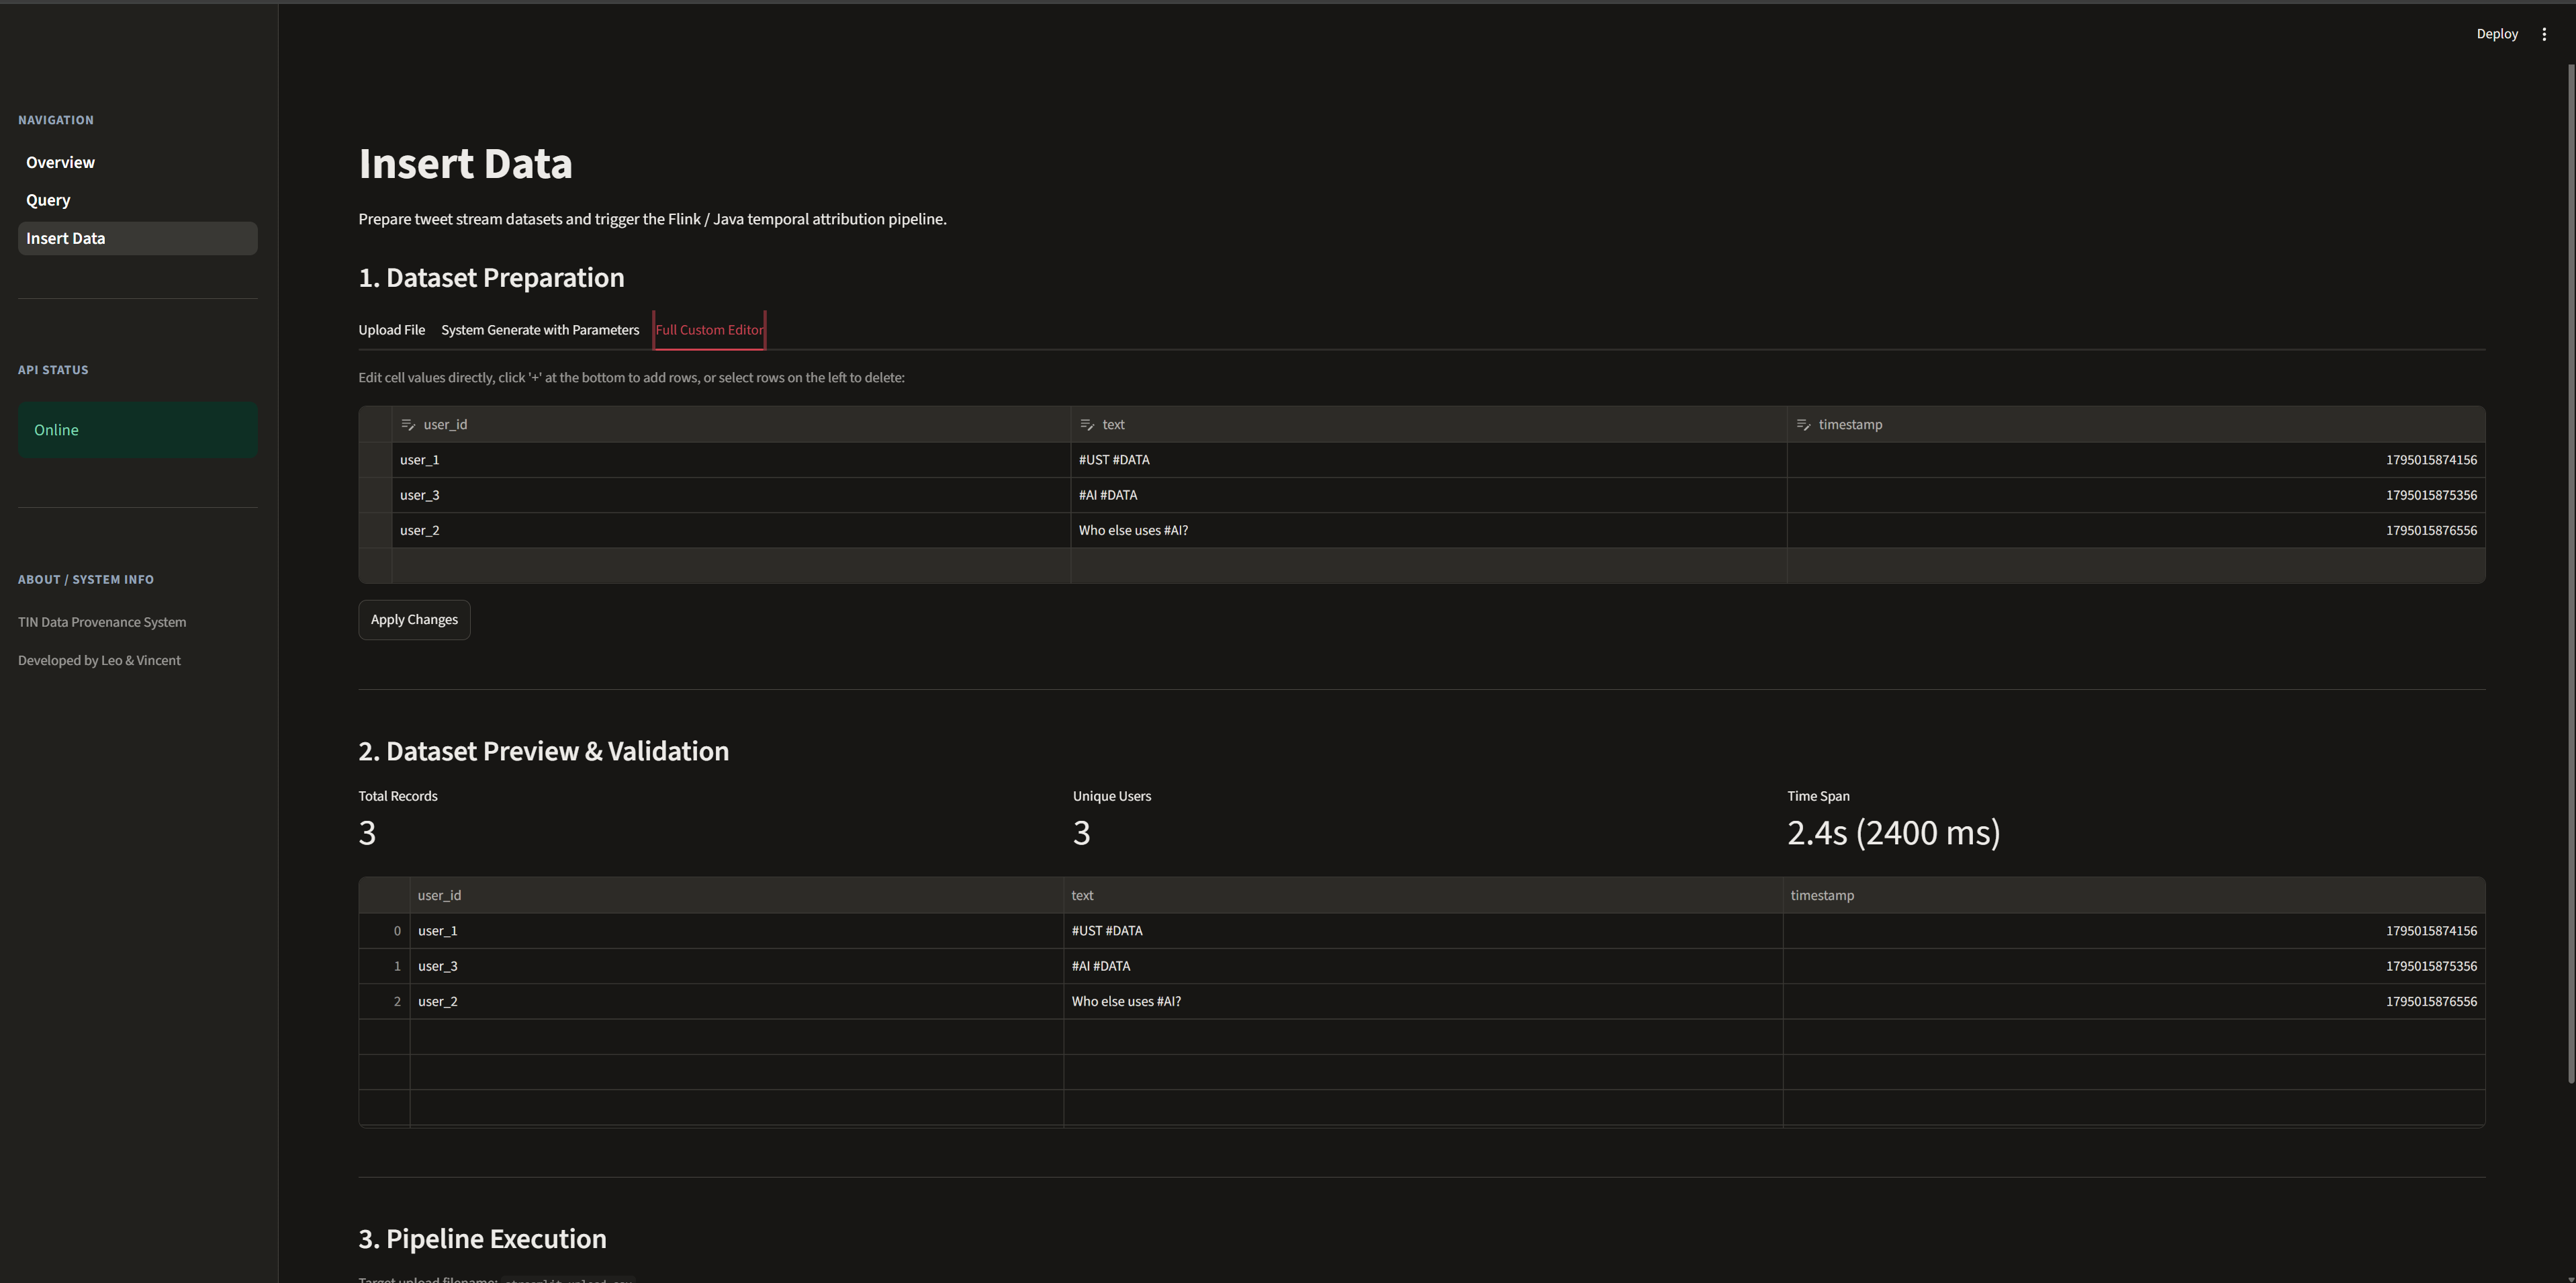 Deploy
NAVIGATION
Overview
Query
Insert Data
API STATUS
Online
ABOUT / SYSTEM INFO
TIN Data Provenance System
Developed by Leo & Vincent
Insert Data
Prepare tweet stream datasets and trigger the Flink / Java temporal attribution pipeline.
1. Dataset Preparation
Upload File System Generate with Parameters Full Custom Editor
Edit cell values directly, click '+' at the bottom to add rows, or select rows on the left to delete:
user_id text timestamp
user_1 #UST #DATA 1795015874156
user_3 #AI #DATA 1795015875356
user_2 Who else uses #AI? 1795015876556
Apply Changes
2. Dataset Preview & Validation
Total Records Unique Users Time Span
3 3 2.4s (2400 ms)
user_id text timestamp
0 user_1 #UST #DATA 1795015874156
1 user_3 #AI #DATA 1795015875356
2 user_2 Who else uses #AI? 1795015876556
3. Pipeline Execution
Target upload filename: